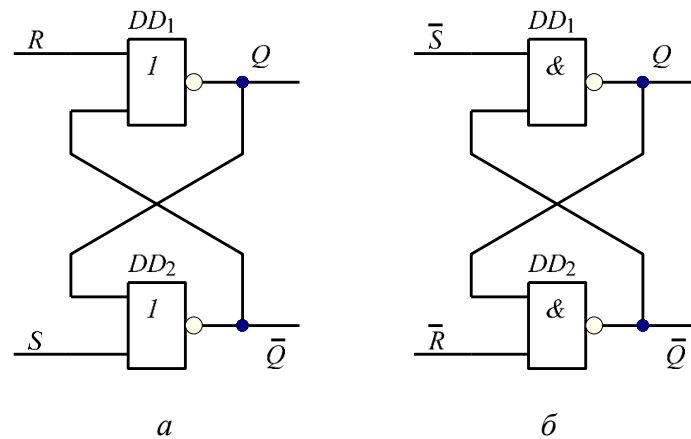 DD₁
R
1
Q
DD₂
1
S
Q̅
а
DD₁
S̅
&
Q
DD₂
&
R̅
Q̅
б